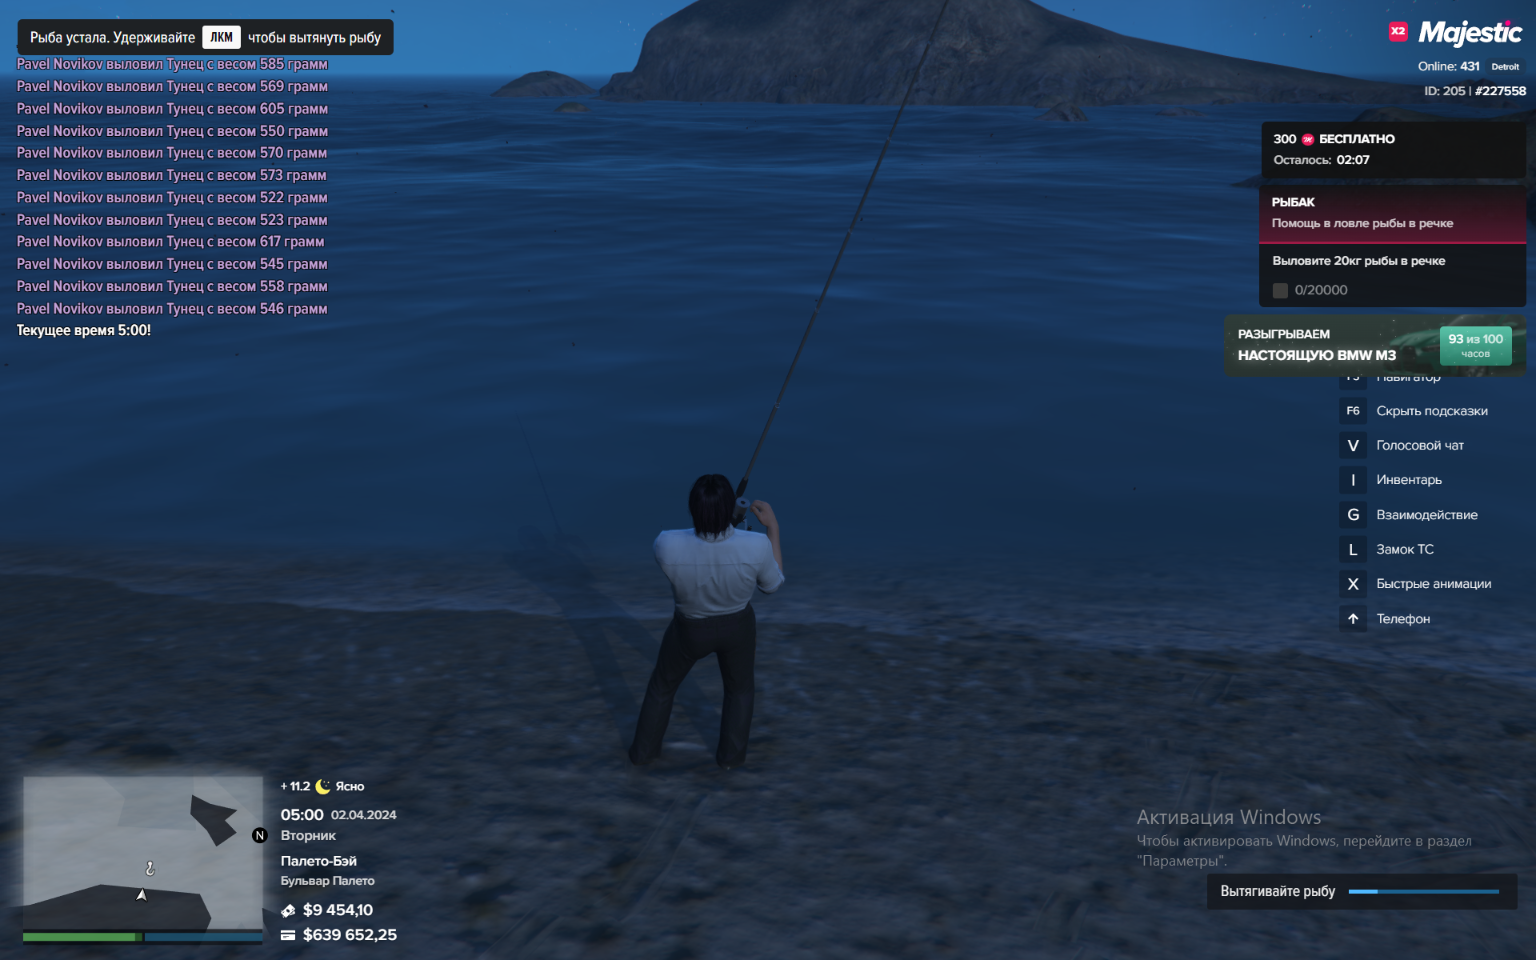 Рыба устала. Удерживайте ЛКМ чтобы вытянуть рыбу
Pavel Novikov выловил Тунец с весом 585 грамм
Pavel Novikov выловил Тунец с весом 569 грамм
Pavel Novikov выловил Тунец с весом 605 грамм
Pavel Novikov выловил Тунец с весом 550 грамм
Pavel Novikov выловил Тунец с весом 570 грамм
Pavel Novikov выловил Тунец с весом 573 грамм
Pavel Novikov выловил Тунец с весом 522 грамм
Pavel Novikov выловил Тунец с весом 523 грамм
Pavel Novikov выловил Тунец с весом 617 грамм
Pavel Novikov выловил Тунец с весом 545 грамм
Pavel Novikov выловил Тунец с весом 558 грамм
Pavel Novikov выловил Тунец с весом 546 грамм
Текущее время 5:00!
X2 Majestic
Online: 431 Detroit
ID: 205 | #227558
300 БЕСПЛАТНО
Осталось: 02:07
РЫБАК
Помощь в ловле рыбы в речке
Выловите 20кг рыбы в речке
0/20000
РАЗЫГРЫВАЕМ
НАСТОЯЩУЮ BMW M3
93 из 100
часов
Навигатор
F6 Скрыть подсказки
V Голосовой чат
I Инвентарь
G Взаимодействие
L Замок ТС
X Быстрые анимации
Телефон
N
+ 11.2 Ясно
05:00 02.04.2024
Вторник
Палето-Бэй
Бульвар Палето
$9 454,10
$639 652,25
Активация Windows
Чтобы активировать Windows, перейдите в раздел
"Параметры".
Вытягивайте рыбу